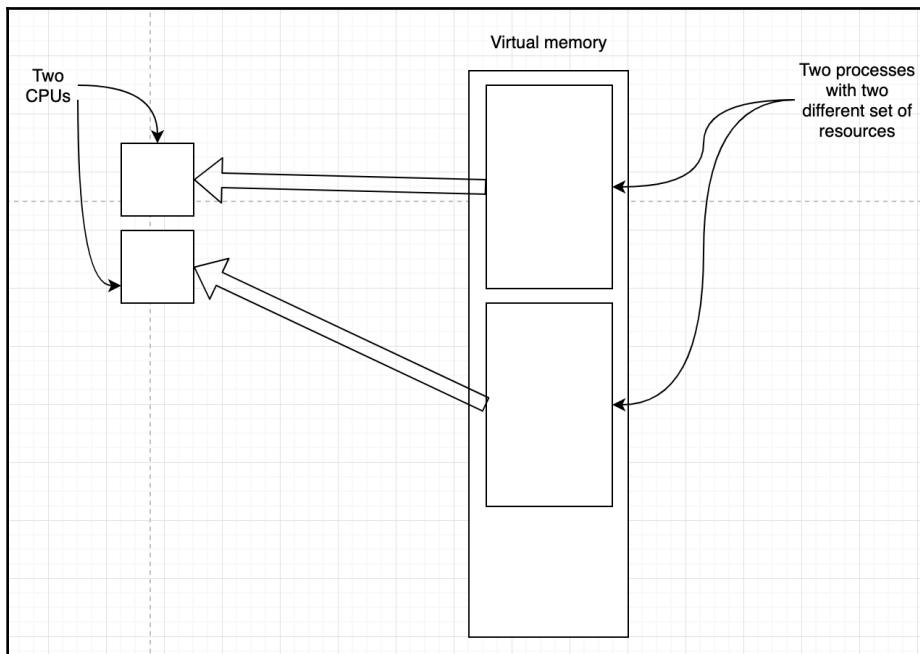 Virtual memory
Two
CPUs
Two processes
with two
different set of
resources